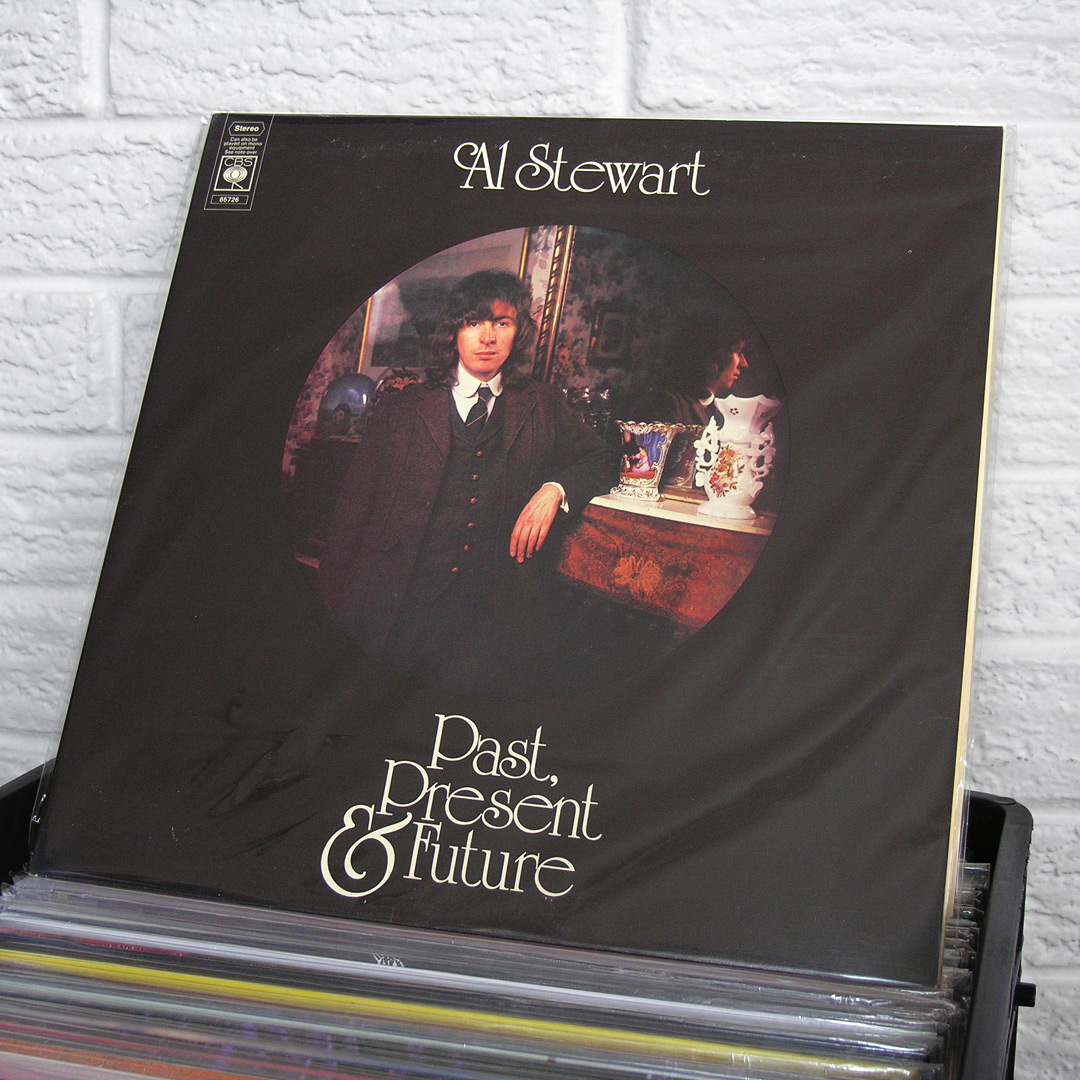 Stereo
Can also be
played on mono
equipment
See note over
CBS
65726
Al Stewart
Past,
Present
& Future